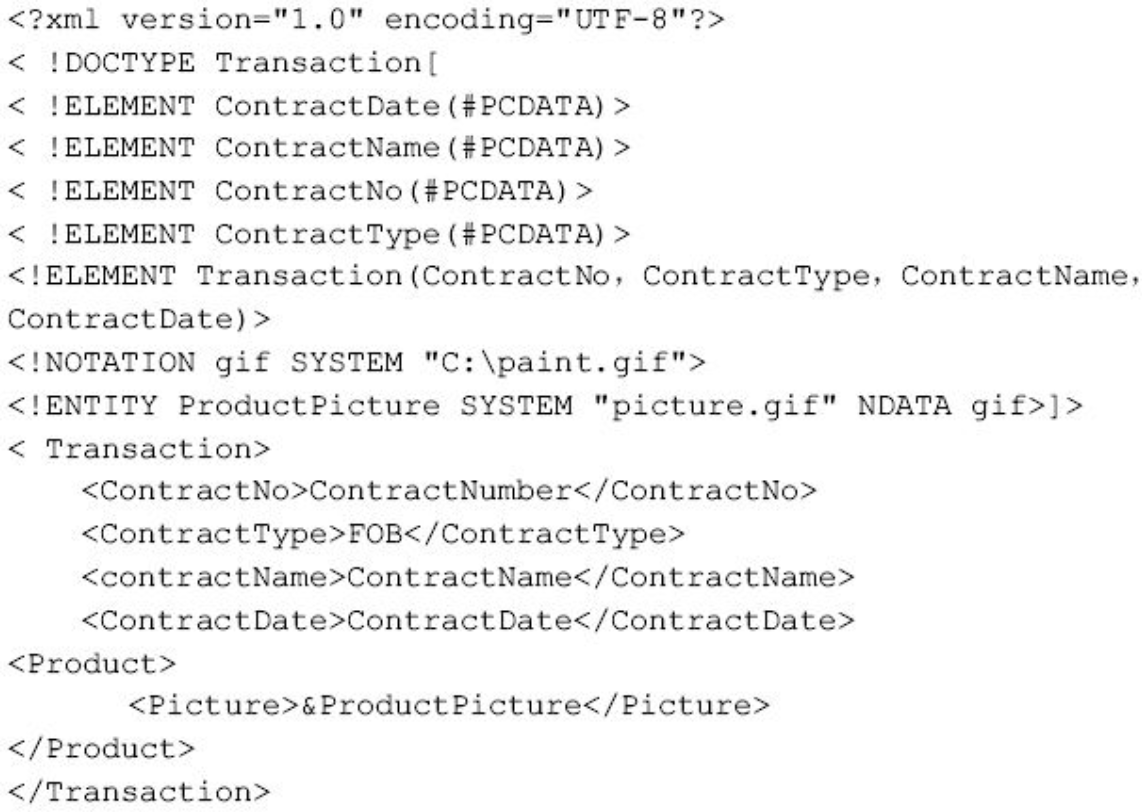 <?xml version="1.0" encoding="UTF-8"?>
< !DOCTYPE Transaction[
< !ELEMENT ContractDate(#PCDATA)>
< !ELEMENT ContractName(#PCDATA)>
< !ELEMENT ContractNo(#PCDATA)>
< !ELEMENT ContractType(#PCDATA)>
<!ELEMENT Transaction(ContractNo，ContractType，ContractName，
ContractDate)>
<!NOTATION gif SYSTEM "C:\paint.gif">
<!ENTITY ProductPicture SYSTEM "picture.gif" NDATA gif>]>
< Transaction>
<ContractNo>ContractNumber</ContractNo>
<ContractType>FOB</ContractType>
<contractName>ContractName</ContractName>
<ContractDate>ContractDate</ContractDate>
<Product>
<Picture>&ProductPicture</Picture>
</Product>
</Transaction>